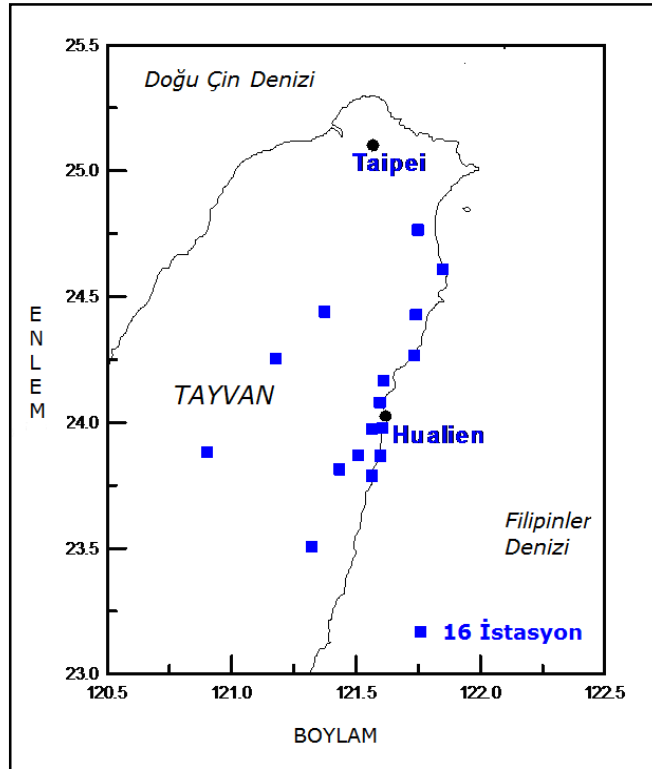 25.5
Doğu Çin Denizi
Taipei
25.0
24.5
E
N
L
E
M
TAYVAN
24.0
Hualien
Filipinler
Denizi
23.5
16 İstasyon
23.0
120.5 121.0 121.5 122.0 122.5
BOYLAM